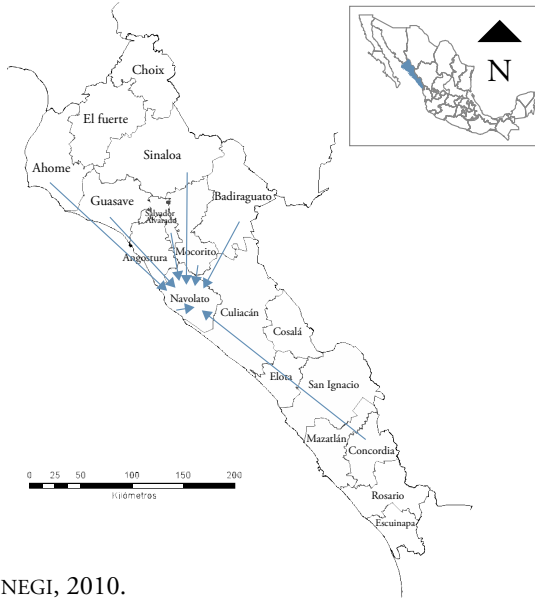 Choix
N
El fuerte
Sinaloa
Ahome
Guasave
Badiraguato
Salvador
Alvarado
Angostura
Mocorito
Navolato
Culiacán
Cosalá
Elota
San Ignacio
Mazatlán
Concordia
0 25 50 100 150 200
Kilómetros
Rosario
Escuinapa
NEGI, 2010.